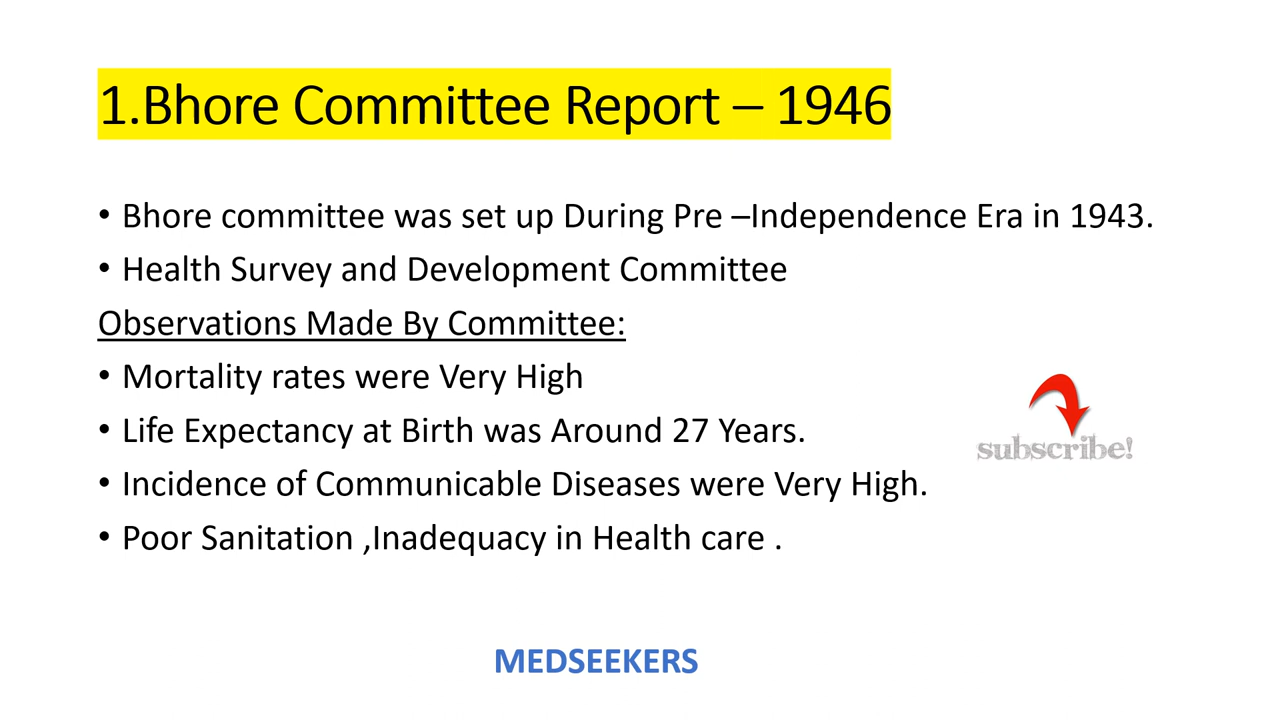 1.Bhore Committee Report – 1946
• Bhore committee was set up During Pre –Independence Era in 1943.
• Health Survey and Development Committee
Observations Made By Committee:
• Mortality rates were Very High
• Life Expectancy at Birth was Around 27 Years.
• Incidence of Communicable Diseases were Very High.
• Poor Sanitation ,Inadequacy in Health care .
subscribe!
MEDSEEKERS